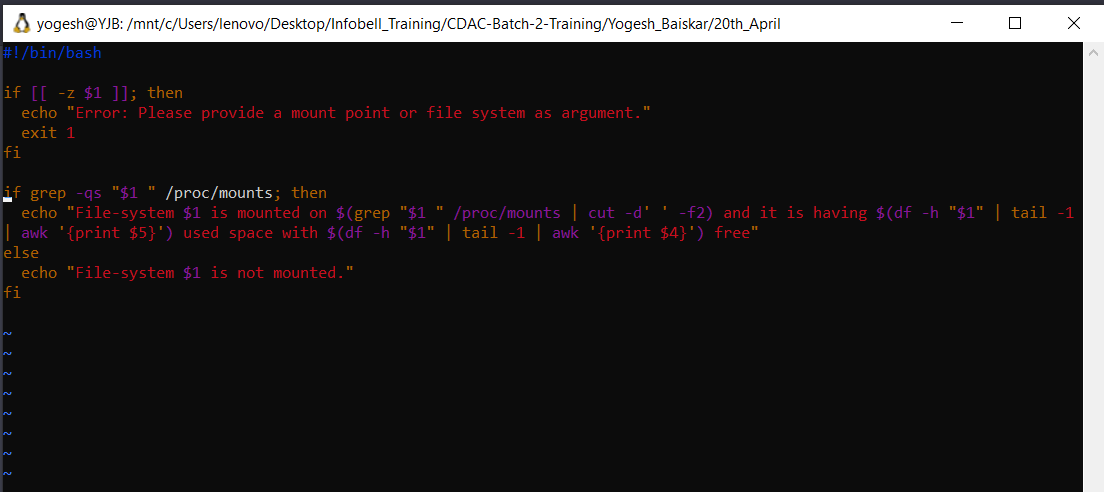 yogesh@YJB: /mnt/c/Users/lenovo/Desktop/Infobell_Training/CDAC-Batch-2-Training/Yogesh_Baiskar/20th_April
#!/bin/bash
if [[ -z $1 ]]; then
  echo "Error: Please provide a mount point or file system as argument."
  exit 1
fi
if grep -qs "$1 " /proc/mounts; then
  echo "File-system $1 is mounted on $(grep "$1 " /proc/mounts | cut -d' ' -f2) and it is having $(df -h "$1" | tail -1
| awk '{print $5}') used space with $(df -h "$1" | tail -1 | awk '{print $4}') free"
else
  echo "File-system $1 is not mounted."
fi
~
~
~
~
~
~
~
~